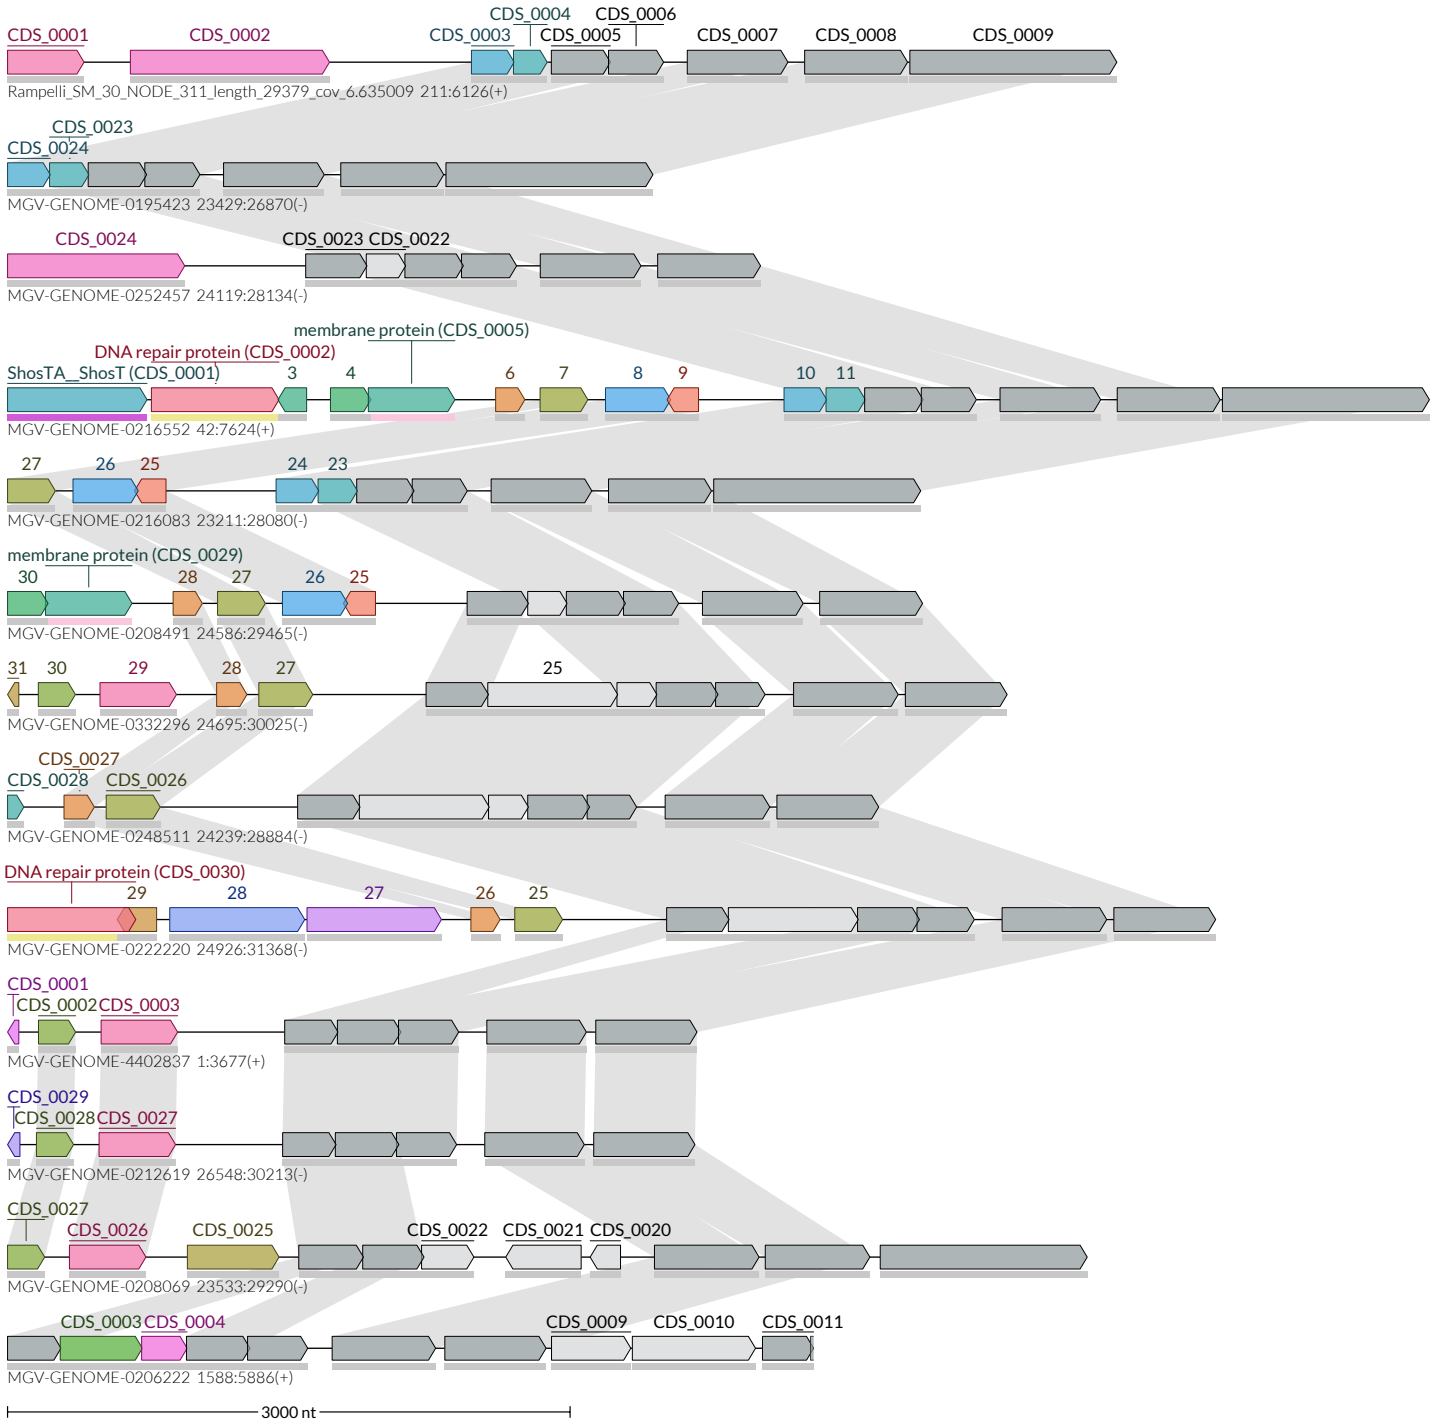 CDS_0004 CDS_0006
CDS_0001 CDS_0002 CDS_0003 CDS_0005 CDS_0007 CDS_0008 CDS_0009
Rampelli_SM_30_NODE_311_length_29379_cov_6.635009 211:6126(+)
CDS_0023
CDS_0024
MGV-GENOME-0195423 23429:26870(-)
CDS_0024 CDS_0023 CDS_0022
MGV-GENOME-0252457 24119:28134(-)
membrane protein (CDS_0005)
DNA repair protein (CDS_0002)
ShosTA__ShosT (CDS_0001) 3 4 6 7 8 9 10 11
MGV-GENOME-0216552 42:7624(+)
27 26 25 24 23
MGV-GENOME-0216083 23211:28080(-)
membrane protein (CDS_0029)
30 28 27 26 25
MGV-GENOME-0208491 24586:29465(-)
31 30 29 28 27 25
MGV-GENOME-0332296 24695:30025(-)
CDS_0027
CDS_0028 CDS_0026
MGV-GENOME-0248511 24239:28884(-)
DNA repair protein (CDS_0030)
29 28 27 26 25
MGV-GENOME-0222220 24926:31368(-)
CDS_0001
CDS_0002 CDS_0003
MGV-GENOME-4402837 1:3677(+)
CDS_0029
CDS_0028 CDS_0027
MGV-GENOME-0212619 26548:30213(-)
CDS_0027
CDS_0026 CDS_0025 CDS_0022 CDS_0021 CDS_0020
MGV-GENOME-0208069 23533:29290(-)
CDS_0003 CDS_0004 CDS_0009 CDS_0010 CDS_0011
MGV-GENOME-0206222 1588:5886(+)
3000 nt